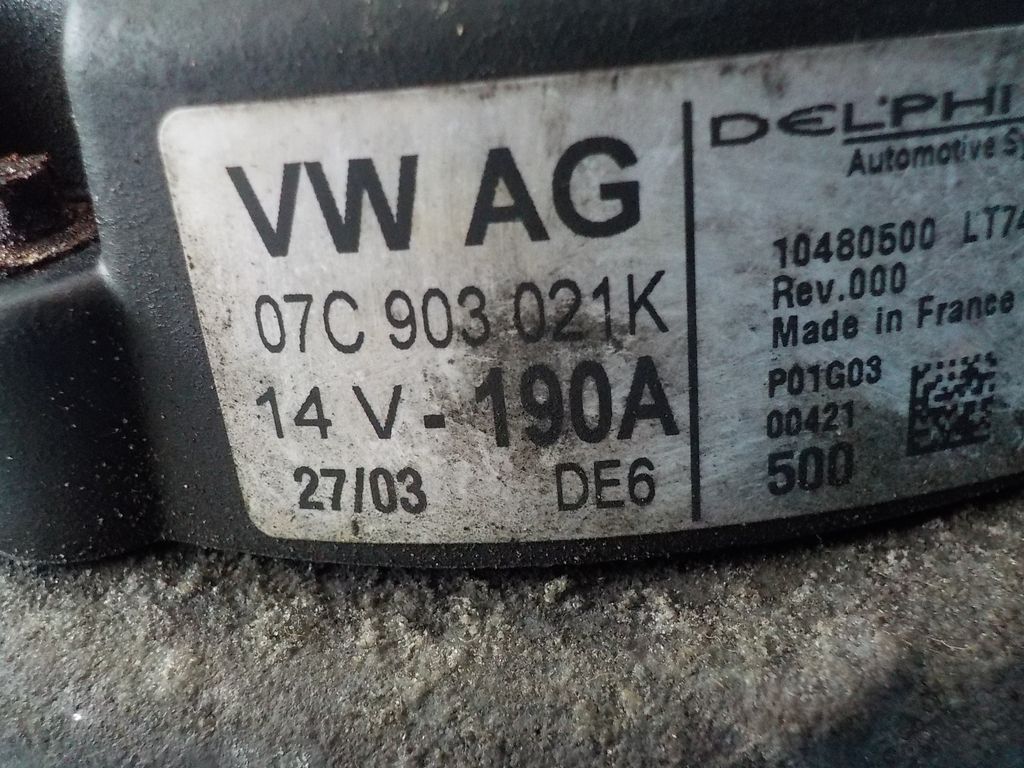 VW AG
07C 903 021K
14 V - 190A
27/03 DE6
DELPHI
Automotive
10480500
Rev.000
Made in France
P01G03
00421
500